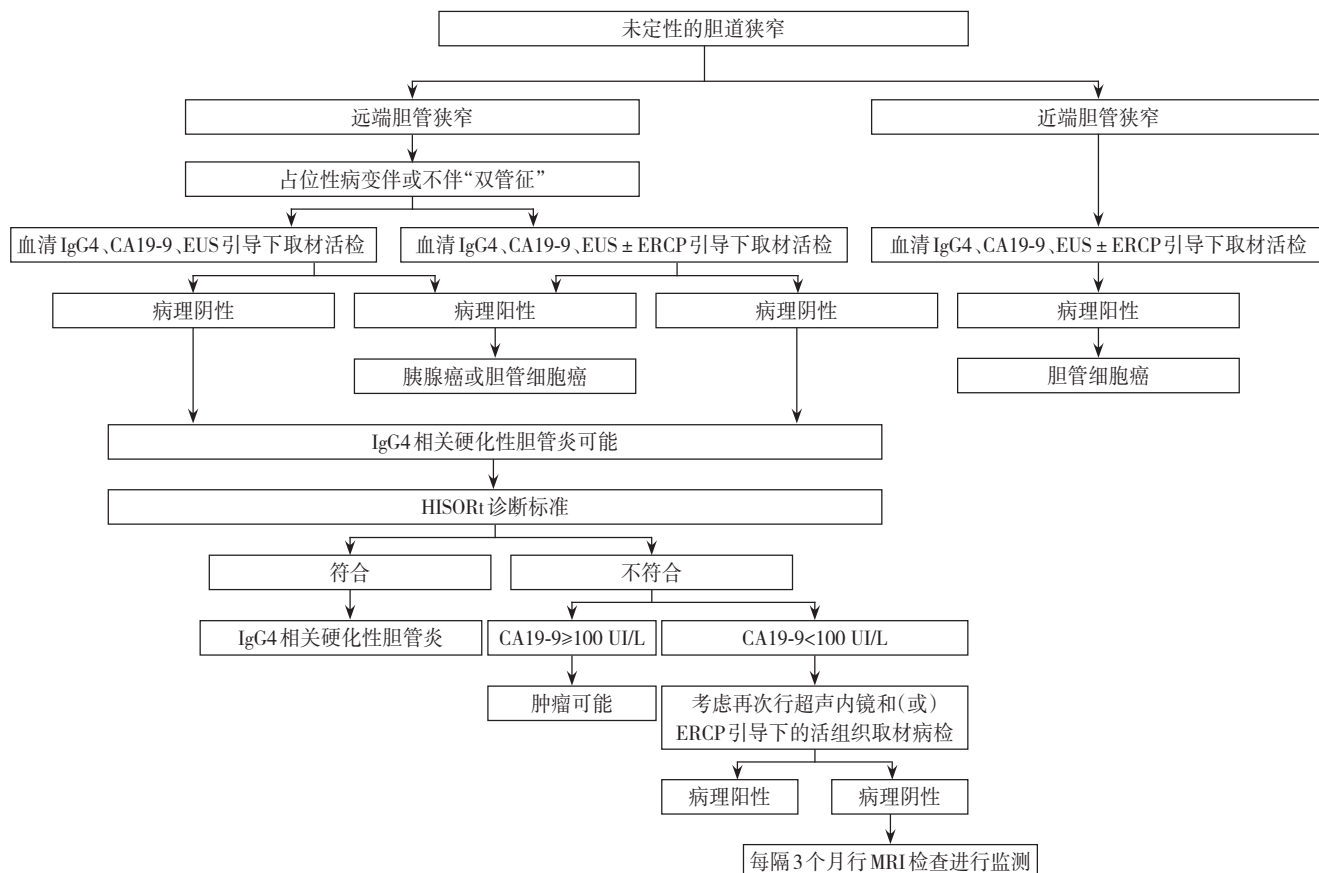 未定性的胆道狭窄
远端胆管狭窄
近端胆管狭窄
占位性病变伴或不伴“双管征”
血清IgG4、CA19-9、EUS引导下取材活检
血清IgG4、CA19-9、EUS±ERCP引导下取材活检
血清IgG4、CA19-9、EUS±ERCP引导下取材活检
病理阴性
病理阳性
病理阴性
病理阳性
胰腺癌或胆管细胞癌
胆管细胞癌
IgG4相关硬化性胆管炎可能
HISORt诊断标准
符合
不符合
IgG4相关硬化性胆管炎
CA19-9≥100 UI/L
CA19-9<100 UI/L
肿瘤可能
考虑再次行超声内镜和(或)
ERCP引导下的活组织取材病检
病理阳性
病理阴性
每隔3个月行MRI检查进行监测